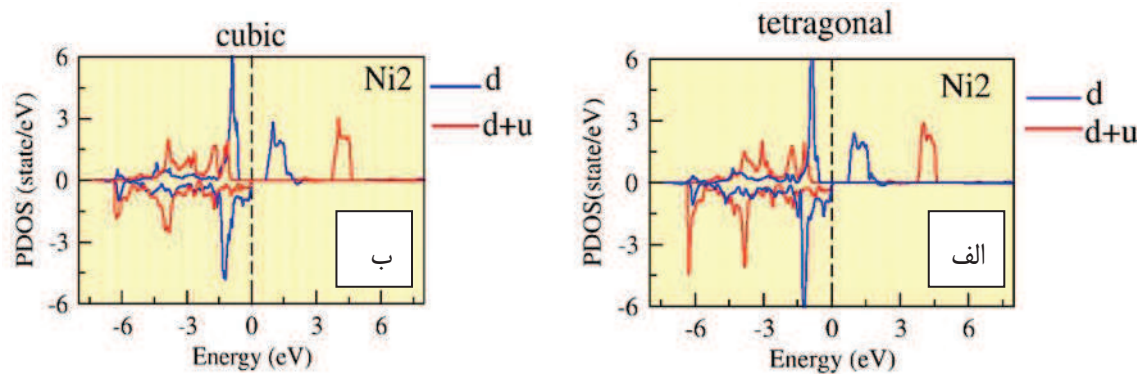 cubic
Ni2
d
d+u
PDOS (state/eV)
6
3
0
-3
-6
-6
-3
0
3
6
Energy (eV)
ب
tetragonal
Ni2
d
d+u
PDOS(state/eV)
6
3
0
-3
-6
-6
-3
0
3
6
Energy (eV)
الف